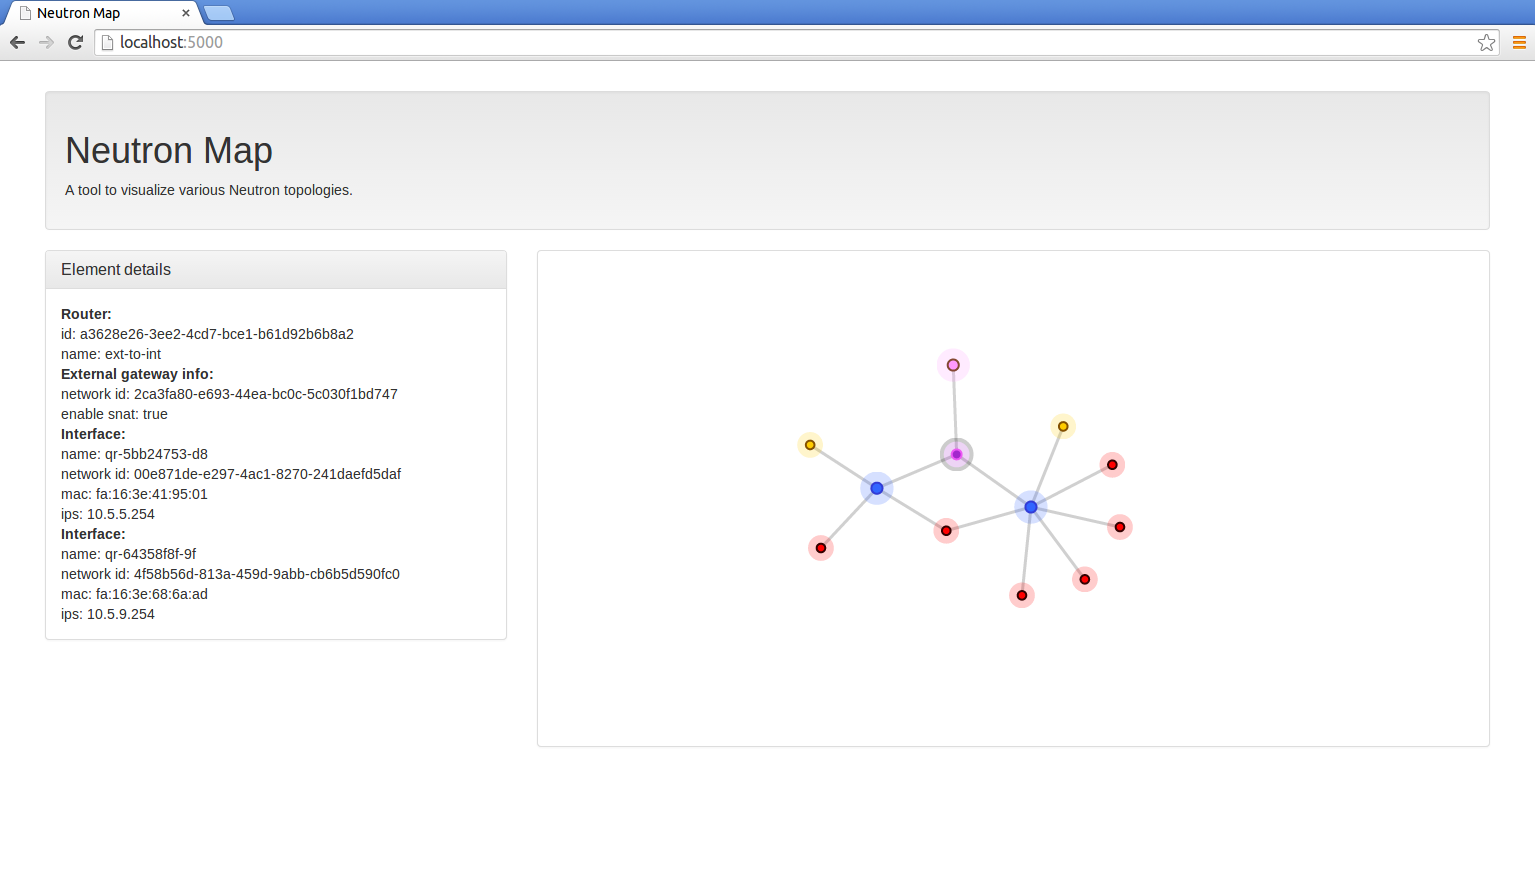 Neutron Map
localhost:5000
Neutron Map
A tool to visualize various Neutron topologies.
Element details
Router:
id: a3628e26-3ee2-4cd7-bce1-b61d92b6b8a2
name: ext-to-int
External gateway info:
network id: 2ca3fa80-e693-44ea-bc0c-5c030f1bd747
enable snat: true
Interface:
name: qr-5bb24753-d8
network id: 00e871de-e297-4ac1-8270-241daefd5daf
mac: fa:16:3e:41:95:01
ips: 10.5.5.254
Interface:
name: qr-64358f8f-9f
network id: 4f58b56d-813a-459d-9abb-cb6b5d590fc0
mac: fa:16:3e:68:6a:ad
ips: 10.5.9.254